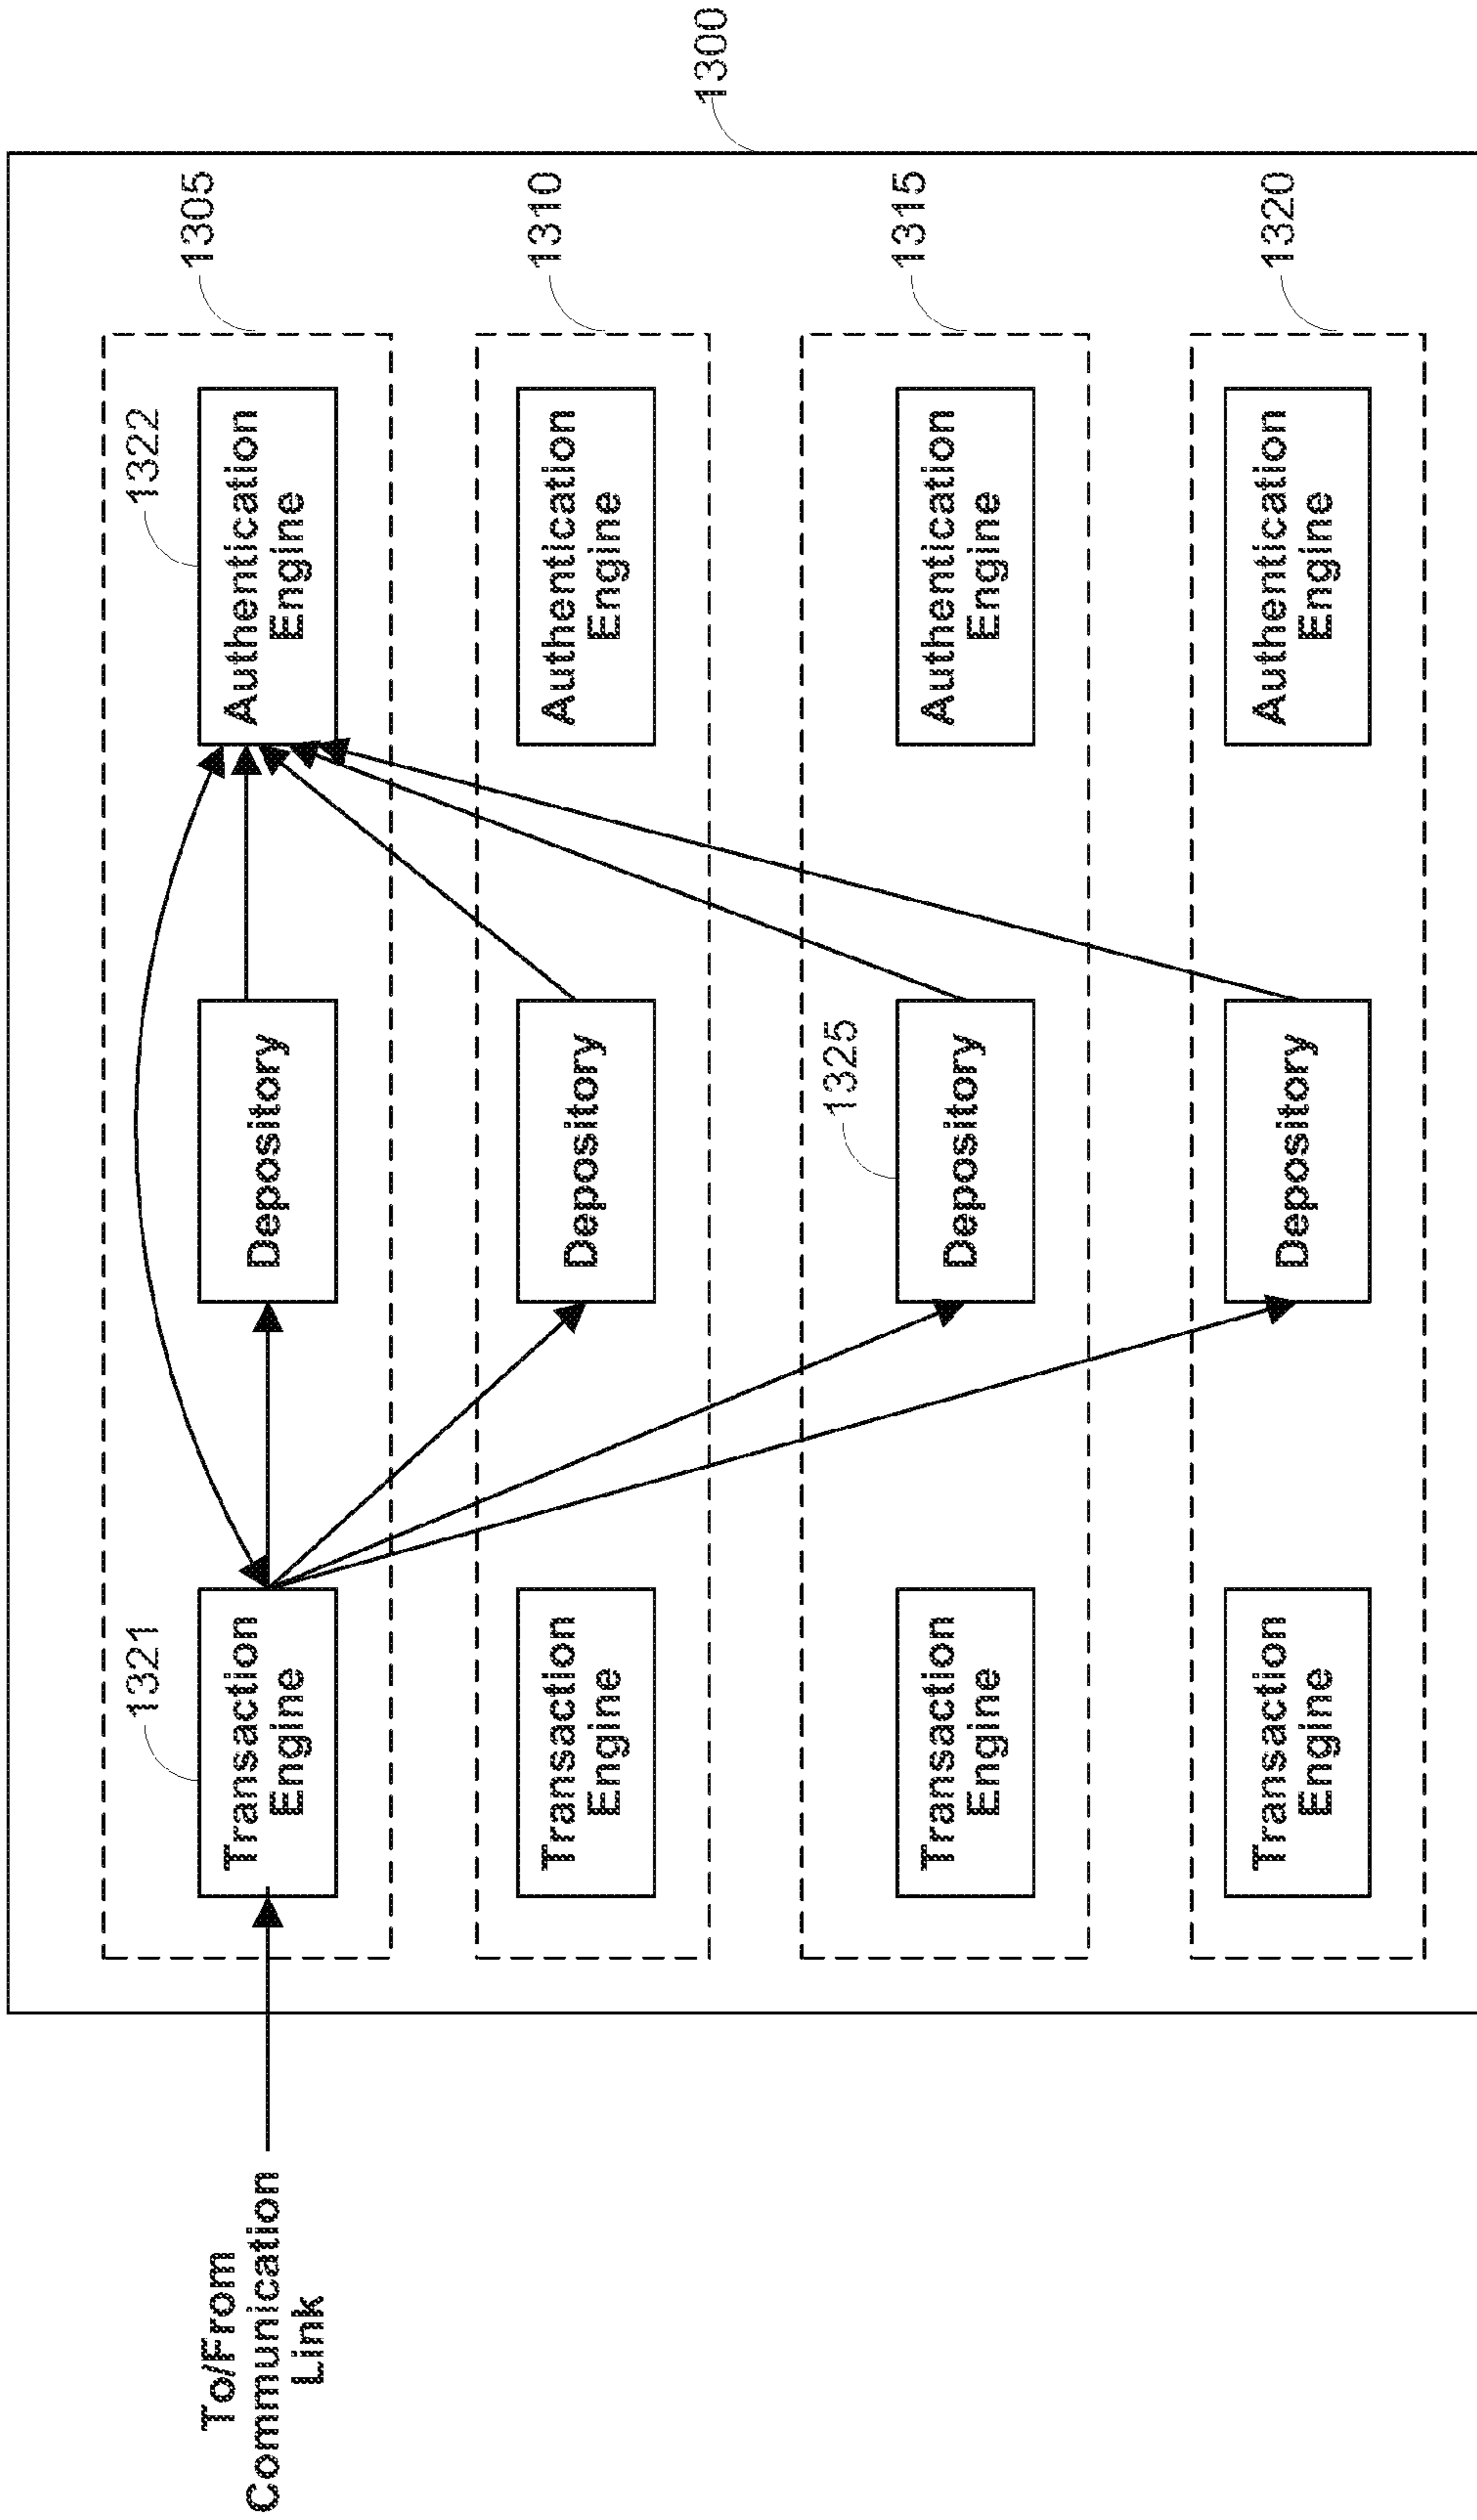 1300
1305
1310
1315
1320
1321
1322
1325
To/From
Communication
Link
Transaction
Engine
Depository
Authentication
Engine
Transaction
Engine
Depository
Authentication
Engine
Transaction
Engine
Depository
Authentication
Engine
Transaction
Engine
Depository
Authentication
Engine